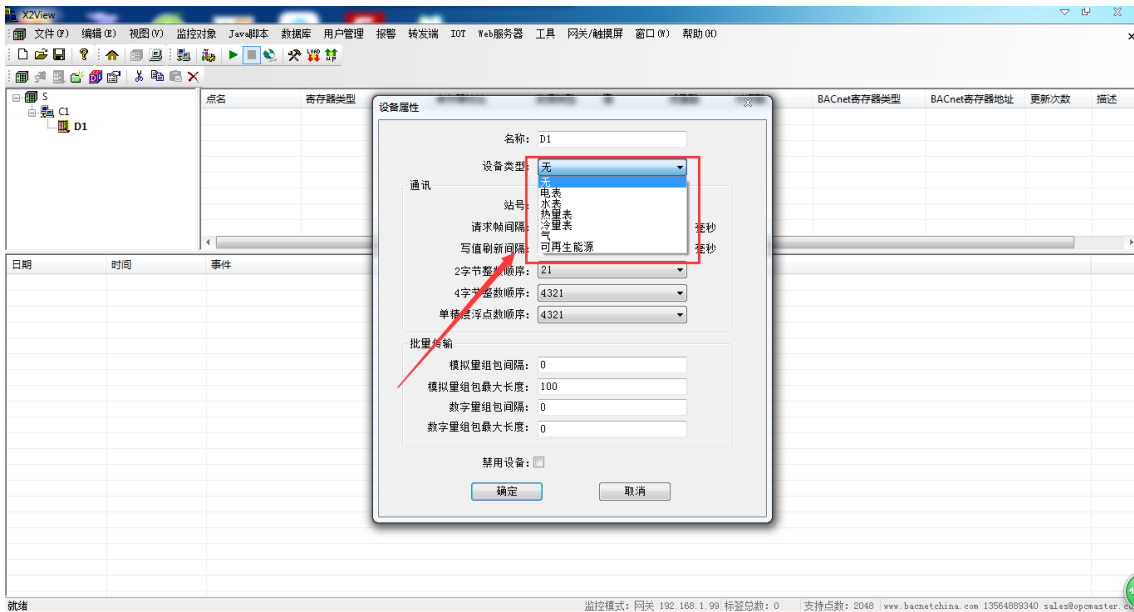 X2View
文件(F) 编辑(E) 视图(V) 监控对象 Java脚本 数据库 用户管理 报警 转发端 IOT Web服务器 工具 网关/触摸屏 窗口(W) 帮助(H)
S
C1
D1
点名 寄存器类型 BACnet寄存器类型 BACnet寄存器地址 更新次数 描述
设备属性
名称: D1
设备类型: 无
无
电表
水表
热量表
冷量表
气
可再生能源
通讯
站号:
请求帧间隔: 毫秒
写值刷新间隔: 毫秒
2字节整数顺序: 21
4字节整数顺序: 4321
单精度浮点数顺序: 4321
批量传输
模拟量组包间隔: 0
模拟量组包最大长度: 100
数字量组包间隔: 0
数字量组包最大长度: 0
禁用设备:
确定 取消
日期 时间 事件
就绪 监控模式: 网关 192.168.1.99 标签总数: 0 支持点数: 2048 www.bacnetchina.com 13564889340 sales@opcmaster.